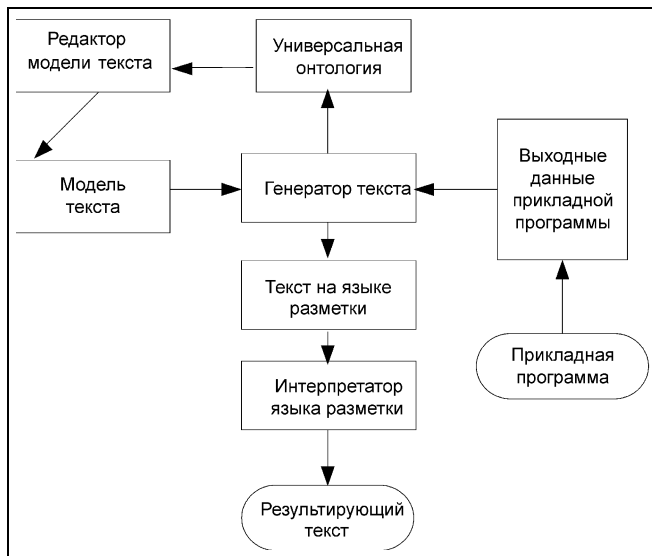 Редактор
модели текста
Универсальная
онтология
Модель
текста
Генератор текста
Выходные
данные
прикладной
программы
Текст на языке
разметки
Прикладная
программа
Интерпретатор
языка разметки
Результирующий
текст